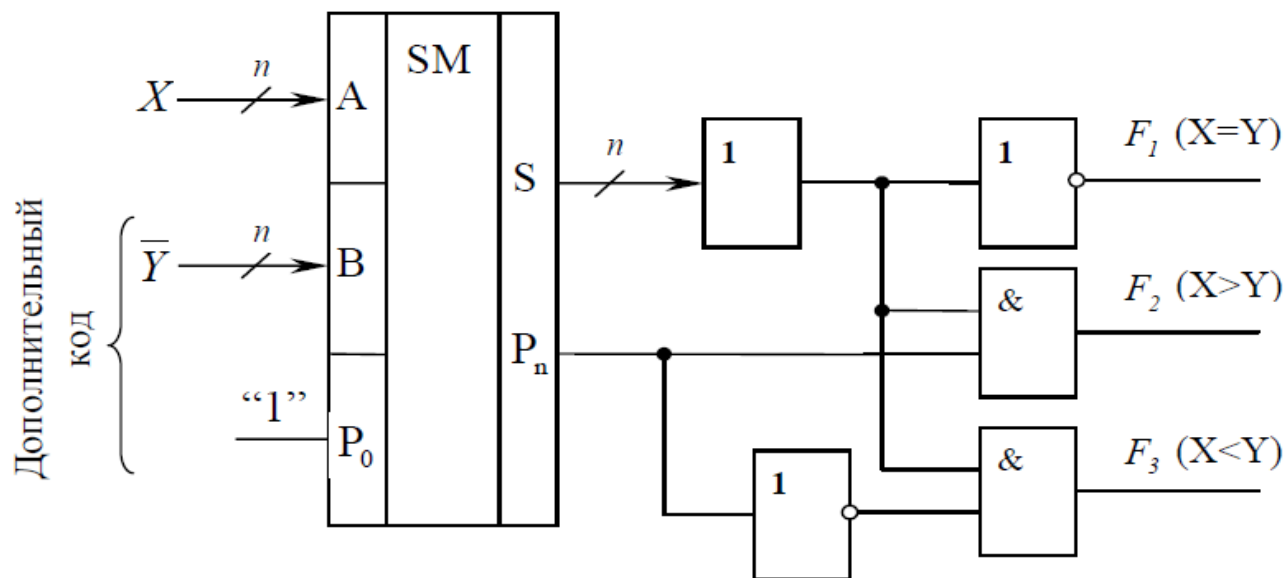 n
X
A
SM
n
S
1
1
F₁ (X=Y)
Дополнительный
код
n
Y̅
B
&
F₂ (X>Y)
Pₙ
“1”
P₀
1
&
F₃ (X<Y)